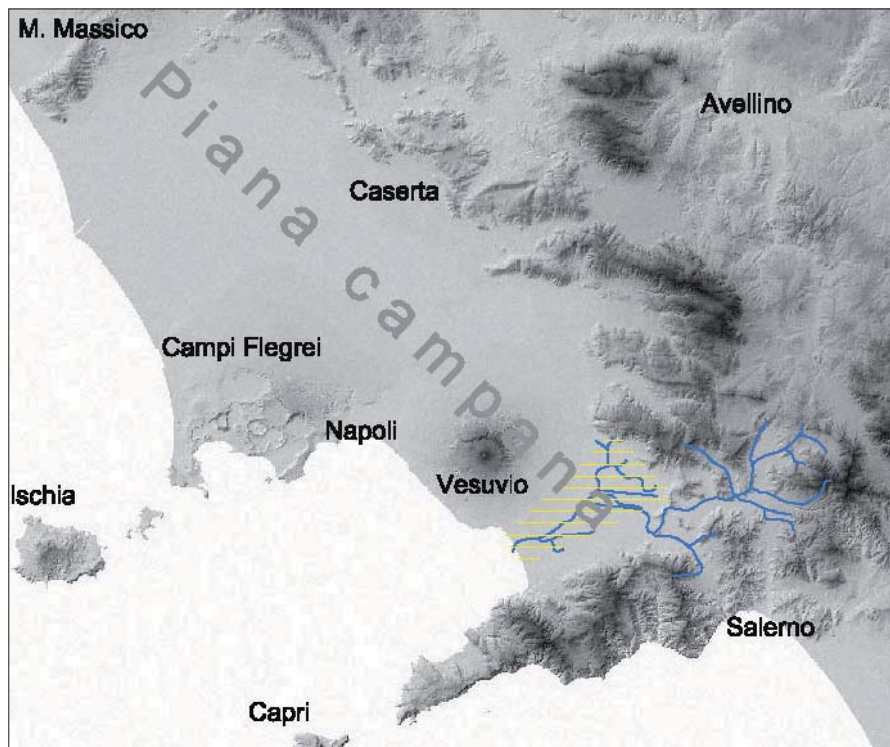 M. Massico
Avellino
Caserta
Piana campana
Campi Flegrei
Napoli
Vesuvio
Ischia
Salerno
Capri